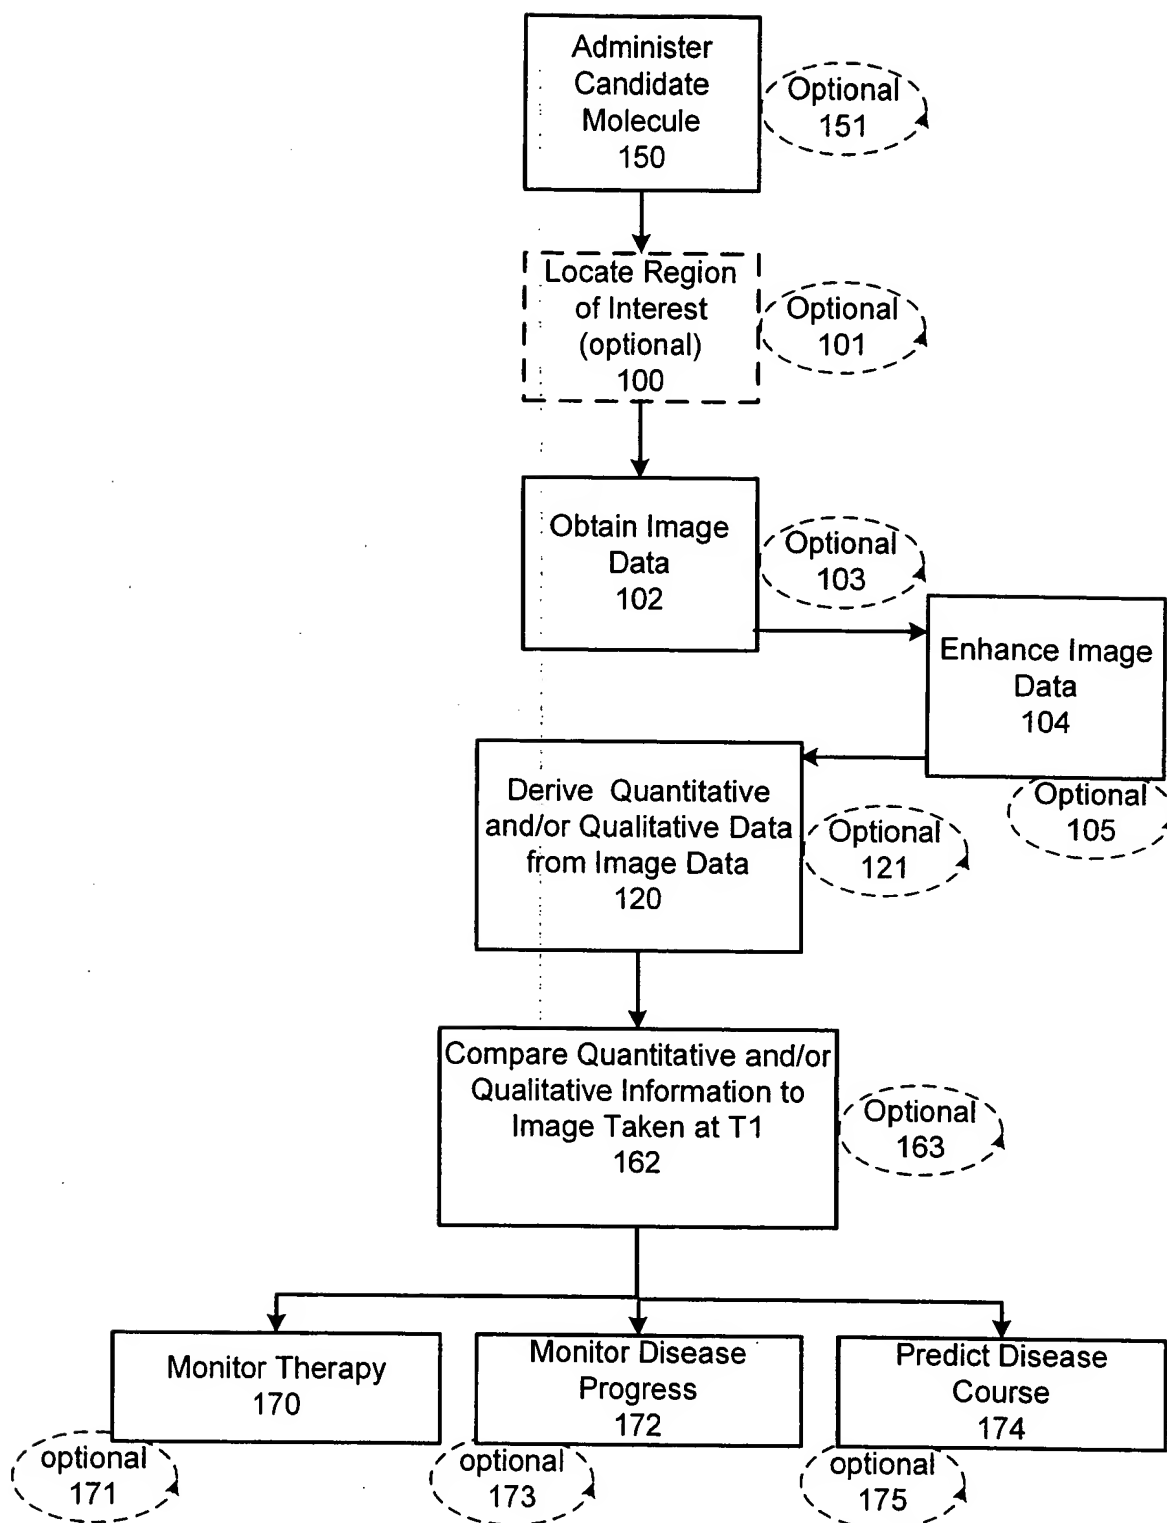 Administer
Candidate
Molecule
150
Optional
151
Locate Region
of Interest
(optional)
100
Optional
101
Obtain Image
Data
102
Optional
103
Enhance Image
Data
104
Optional
105
Derive Quantitative
and/or Qualitative Data
from Image Data
120
Optional
121
Compare Quantitative and/or
Qualitative Information to
Image Taken at T1
162
Optional
163
Monitor Therapy
170
optional
171
Monitor Disease
Progress
172
optional
173
Predict Disease
Course
174
optional
175